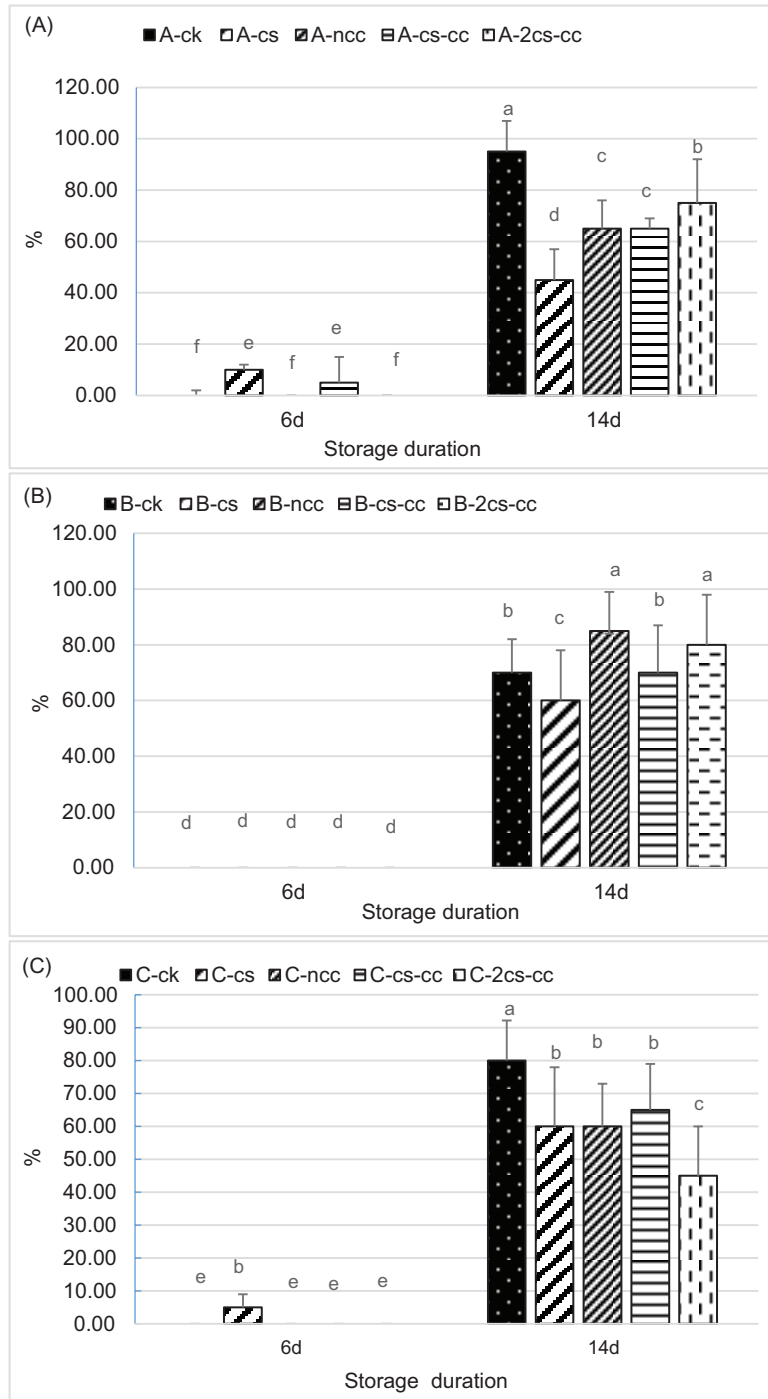 (A)
A-ck A-cs A-ncc A-cs-cc A-2cs-cc
120.00
100.00
80.00
60.00
40.00
20.00
0.00
%
f e f e f
a d c c b
6d 14d
Storage duration
(B)
B-ck B-cs B-ncc B-cs-cc B-2cs-cc
120.00
100.00
80.00
60.00
40.00
20.00
0.00
%
d d d d d
b c a b a
6d 14d
Storage duration
(C)
C-ck C-cs C-ncc C-cs-cc C-2cs-cc
100.00
90.00
80.00
70.00
60.00
50.00
40.00
30.00
20.00
10.00
0.00
%
e b e e e
a b b b c
6d 14d
Storage duration